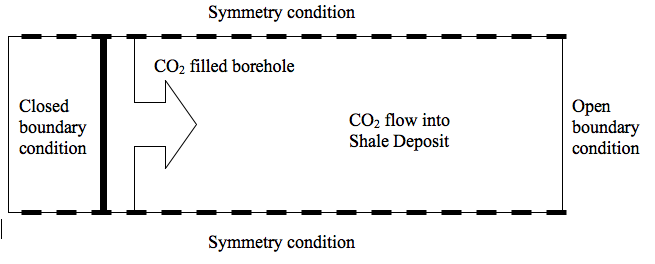 Symmetry condition
CO₂ filled borehole
Closed
boundary
condition
CO₂ flow into
Shale Deposit
Open
boundary
condition
Symmetry condition